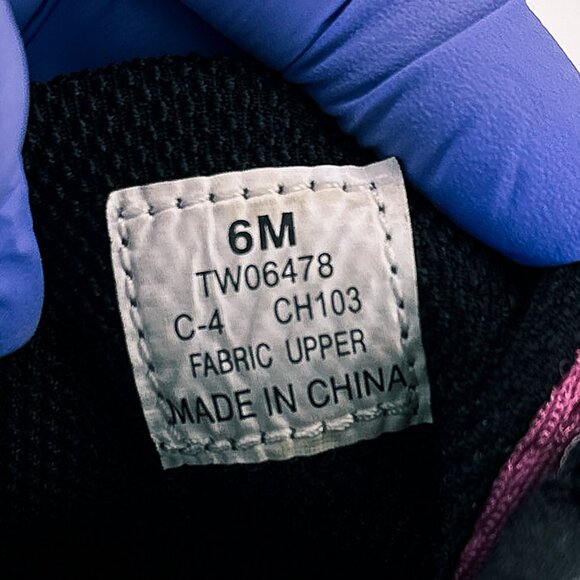 6M
TW06478
C-4 CH103
FABRIC UPPER
MADE IN CHINA